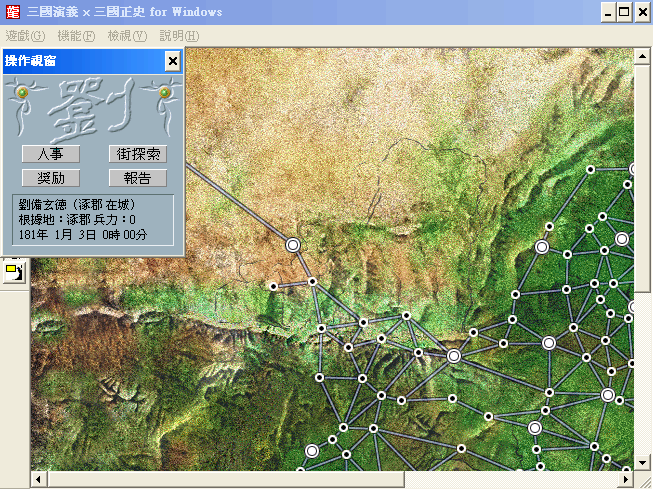 三國演義 × 三國正史 for Windows
遊戲(G) 機能(F) 檢視(V) 說明(H)
操作視窗
劉
人事 街探索
奨励 報告
劉備玄徳（涿郡 在城）
根據地：涿郡 兵力：0
181年 1月 3日 0時 00分